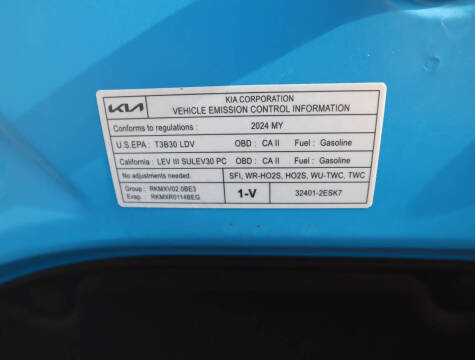 KIA KIA CORPORATION
VEHICLE EMISSION CONTROL INFORMATION
Conforms to regulations : 2024 MY
U.S.EPA : T3B30 LDV OBD : CA II Fuel : Gasoline
California : LEV III SULEV30 PC OBD : CA II Fuel : Gasoline
No adjustments needed. SFI, WR-HO2S, HO2S, WU-TWC, TWC
Group : RKMXV02.0BE3 1-V 32401-2ESK7
Evap. : RKMXR0114BEG